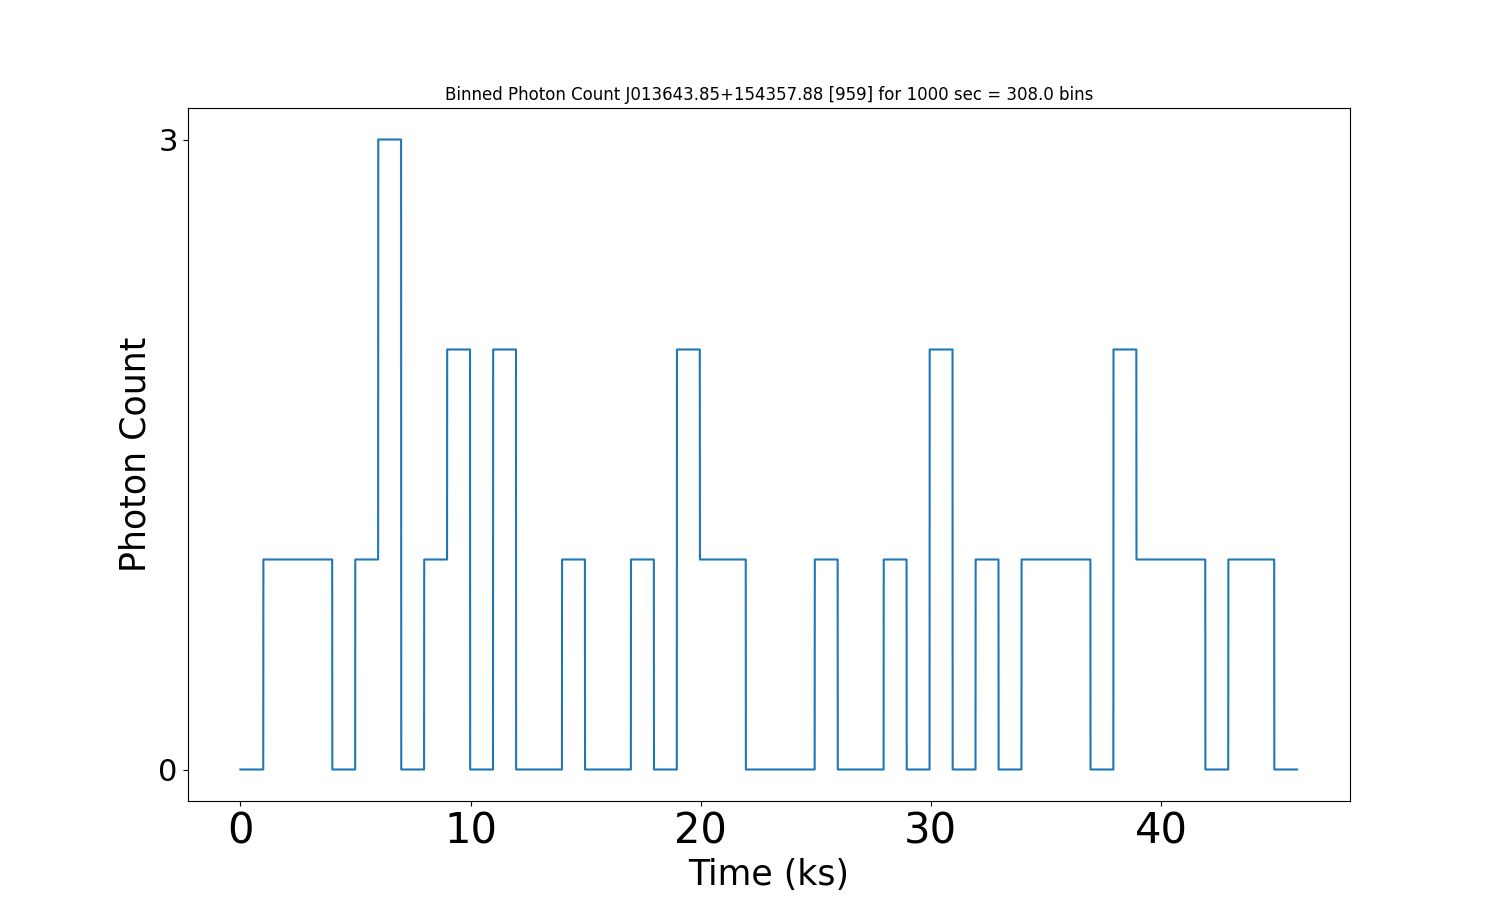 Binned Photon Count J013643.85+154357.88 [959] for 1000 sec = 308.0 bins
3
Photon Count
0
0 10 20 30 40
Time (ks)